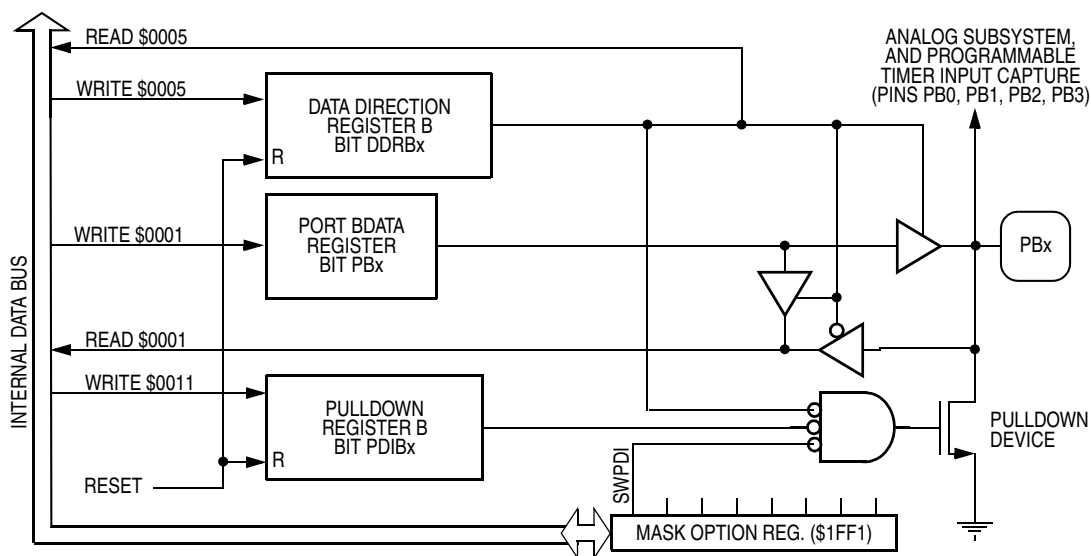 READ $0005
WRITE $0005
DATA DIRECTION
REGISTER B
BIT DDRBx
R
ANALOG SUBSYSTEM,
AND PROGRAMMABLE
TIMER INPUT CAPTURE
(PINS PB0, PB1, PB2, PB3)
WRITE $0001
PORT BDATA
REGISTER
BIT PBx
PBx
INTERNAL DATA BUS
READ $0001
WRITE $0011
PULLDOWN
REGISTER B
BIT PDIBx
R
PULLDOWN
DEVICE
RESET
SWPDI
MASK OPTION REG. ($1FF1)